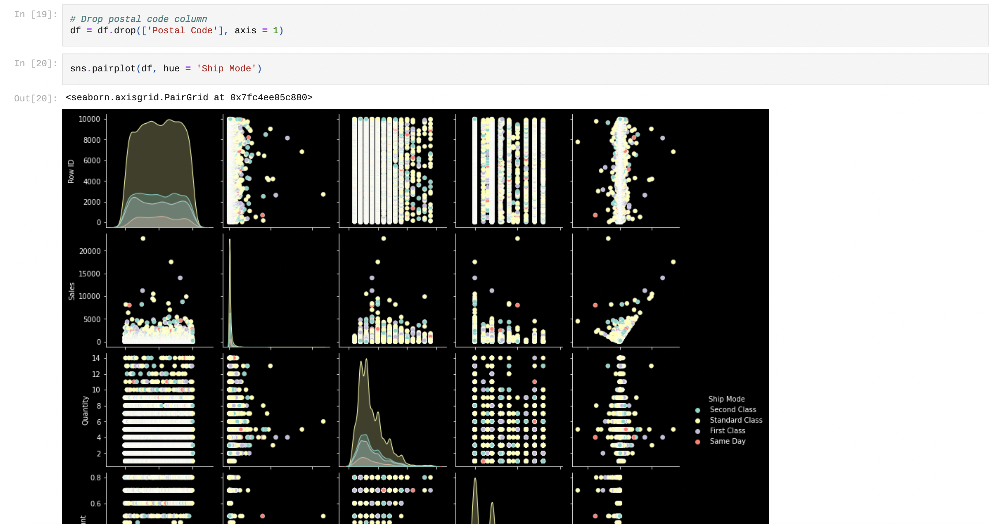 In [19]:
# Drop postal code column
df = df.drop(['Postal Code'], axis = 1)
In [20]:
sns.pairplot(df, hue = 'Ship Mode')
Out[20]:
<seaborn.axisgrid.PairGrid at 0x7fc4ee05c880>
10000
8000
6000
4000
2000
0
Row ID
20000
15000
10000
5000
0
Sales
14
12
10
8
6
4
2
Quantity
Ship Mode
Second Class
Standard Class
First Class
Same Day
0.8
0.6
nt